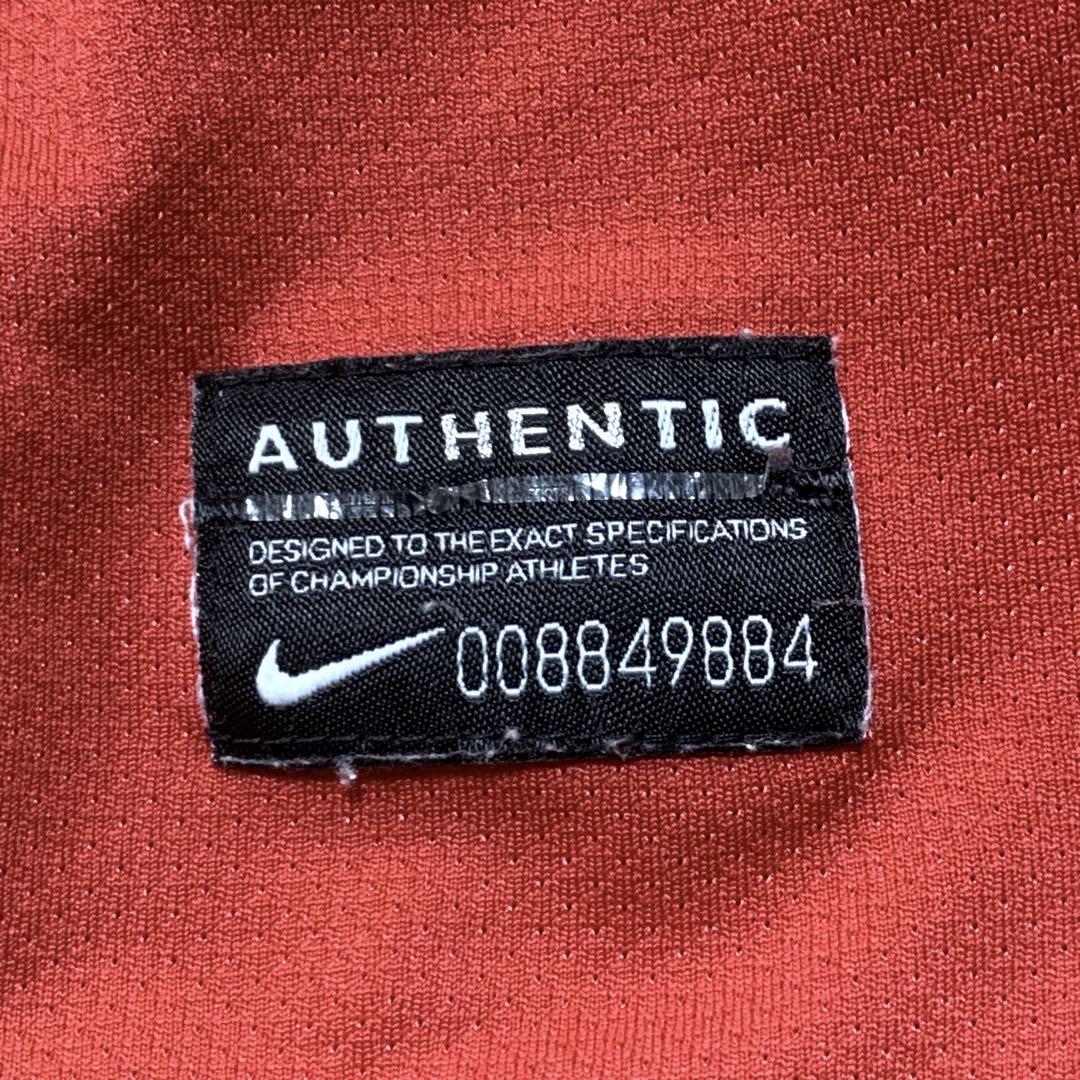 AUTHENTIC
DESIGNED TO THE EXACT SPECIFICATIONS
OF CHAMPIONSHIP ATHLETES
008849884